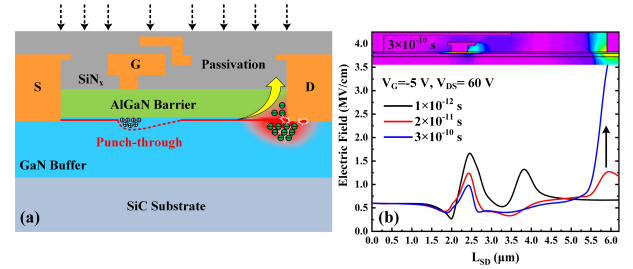 SiNₓ
G
Passivation
S
D
AlGaN Barrier
Punch-through
GaN Buffer
SiC Substrate
(a)
Electric Field (MV/cm)
4.0
3.5
3.0
2.5
2.0
1.5
1.0
0.5
0.0
3×10⁻¹⁰ s
V_G=-5 V, V_DS= 60 V
1×10⁻¹² s
2×10⁻¹¹ s
3×10⁻¹⁰ s
(b)
0.0 0.5 1.0 1.5 2.0 2.5 3.0 3.5 4.0 4.5 5.0 5.5 6.0
L_SD (μm)